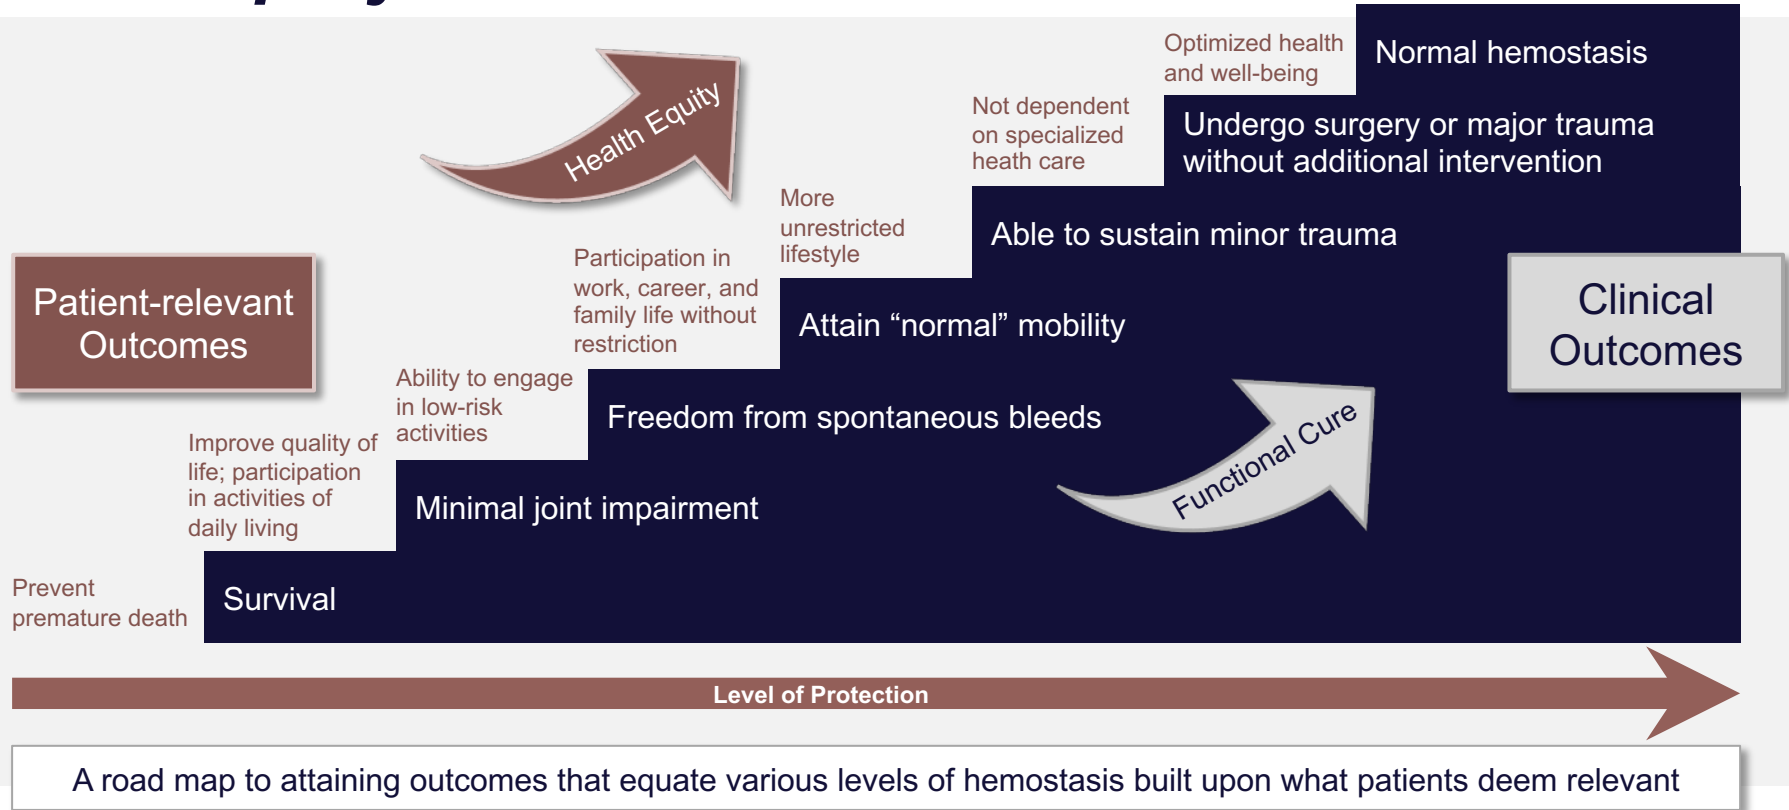 Optimized health
and well-being
Normal hemostasis
Health Equity
Not dependent
on specialized
heath care
Undergo surgery or major trauma
without additional intervention
More
unrestricted
lifestyle
Able to sustain minor trauma
Patient-relevant
Outcomes
Participation in
work, career, and
family life without
restriction
Attain “normal” mobility
Clinical
Outcomes
Ability to engage
in low-risk
activities
Freedom from spontaneous bleeds
Functional Cure
Improve quality of
life; participation
in activities of
daily living
Minimal joint impairment
Prevent
premature death
Survival
Level of Protection
A road map to attaining outcomes that equate various levels of hemostasis built upon what patients deem relevant